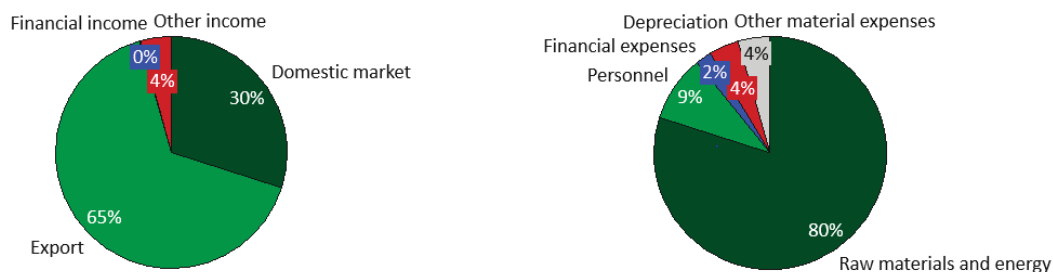 Financial income Other income
0%
4%
Domestic market
30%
65%
Export
Depreciation Other material expenses
Financial expenses
4%
Personnel
2%
4%
9%
80%
Raw materials and energy